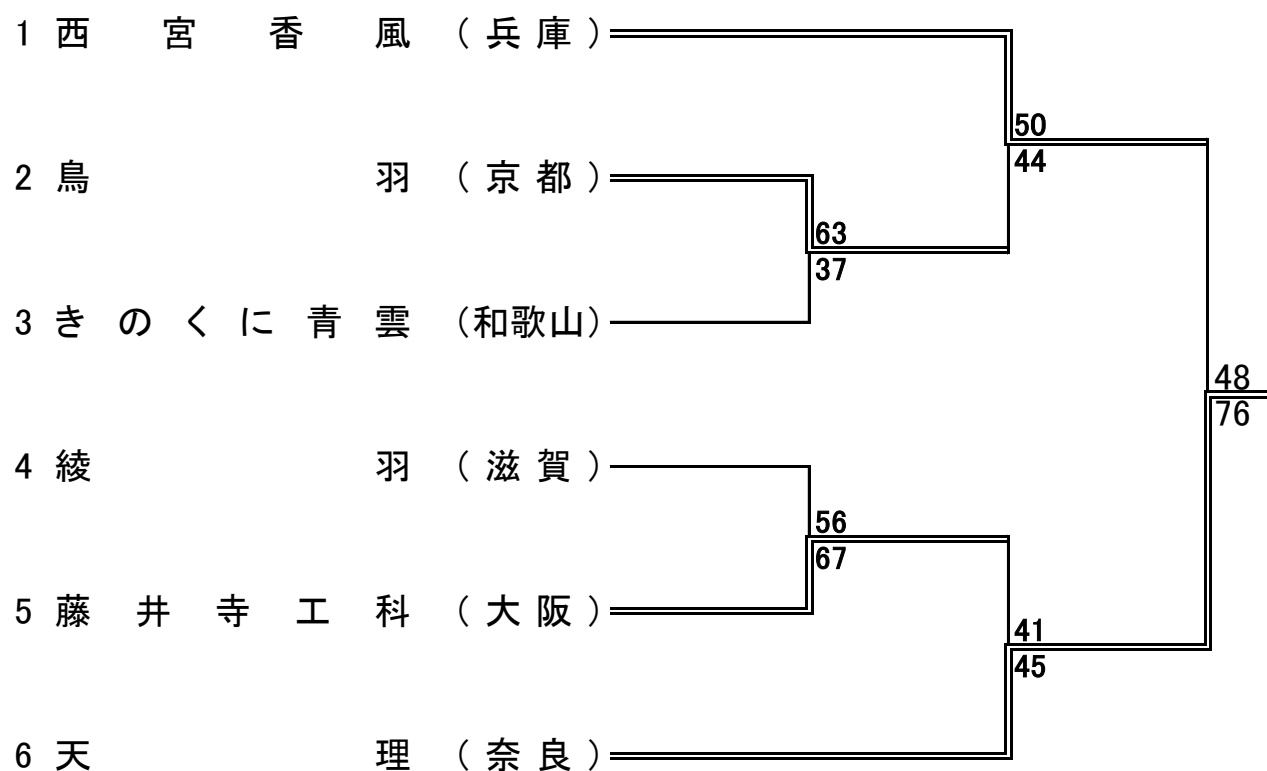 1 西宮香風 (兵庫)
50
44
2 鳥羽 (京都)
63
37
3 きのくに青雲 (和歌山)
48
76
4 綾羽 (滋賀)
56
67
5 藤井寺工科 (大阪)
41
45
6 天理 (奈良)